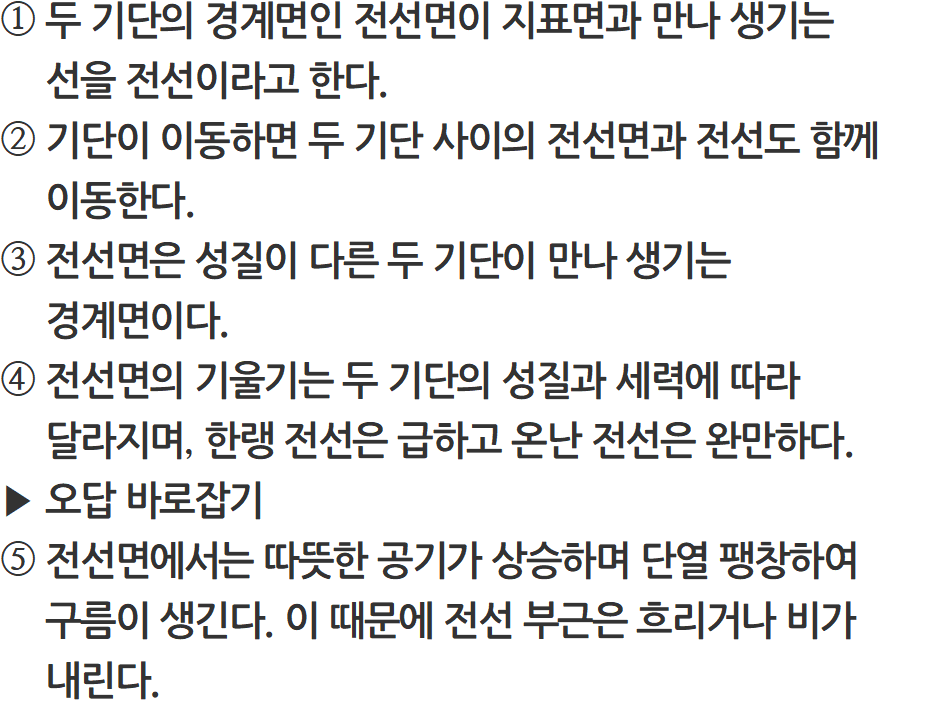 ① 두 기단의 경계면인 전선면이 지표면과 만나 생기는
선을 전선이라고 한다.
② 기단이 이동하면 두 기단 사이의 전선면과 전선도 함께
이동한다.
③ 전선면은 성질이 다른 두 기단이 만나 생기는
경계면이다.
④ 전선면의 기울기는 두 기단의 성질과 세력에 따라
달라지며, 한랭 전선은 급하고 온난 전선은 완만하다.
▶ 오답 바로잡기
⑤ 전선면에서는 따뜻한 공기가 상승하며 단열 팽창하여
구름이 생긴다. 이 때문에 전선 부근은 흐리거나 비가
내린다.